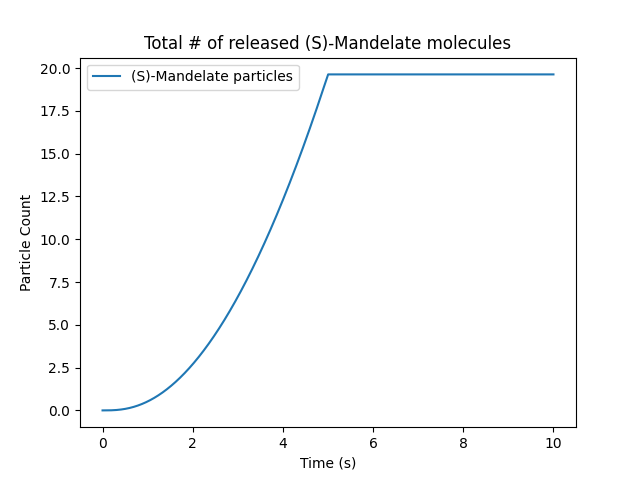 Total # of released (S)-Mandelate molecules
(S)-Mandelate particles
20.0
17.5
15.0
12.5
10.0
7.5
5.0
2.5
0.0
Particle Count
0 2 4 6 8 10
Time (s)